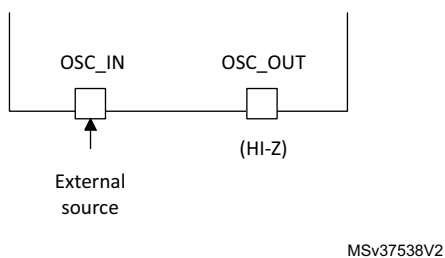 OSC_IN OSC_OUT
(HI-Z)
External
source
MSv37538V2